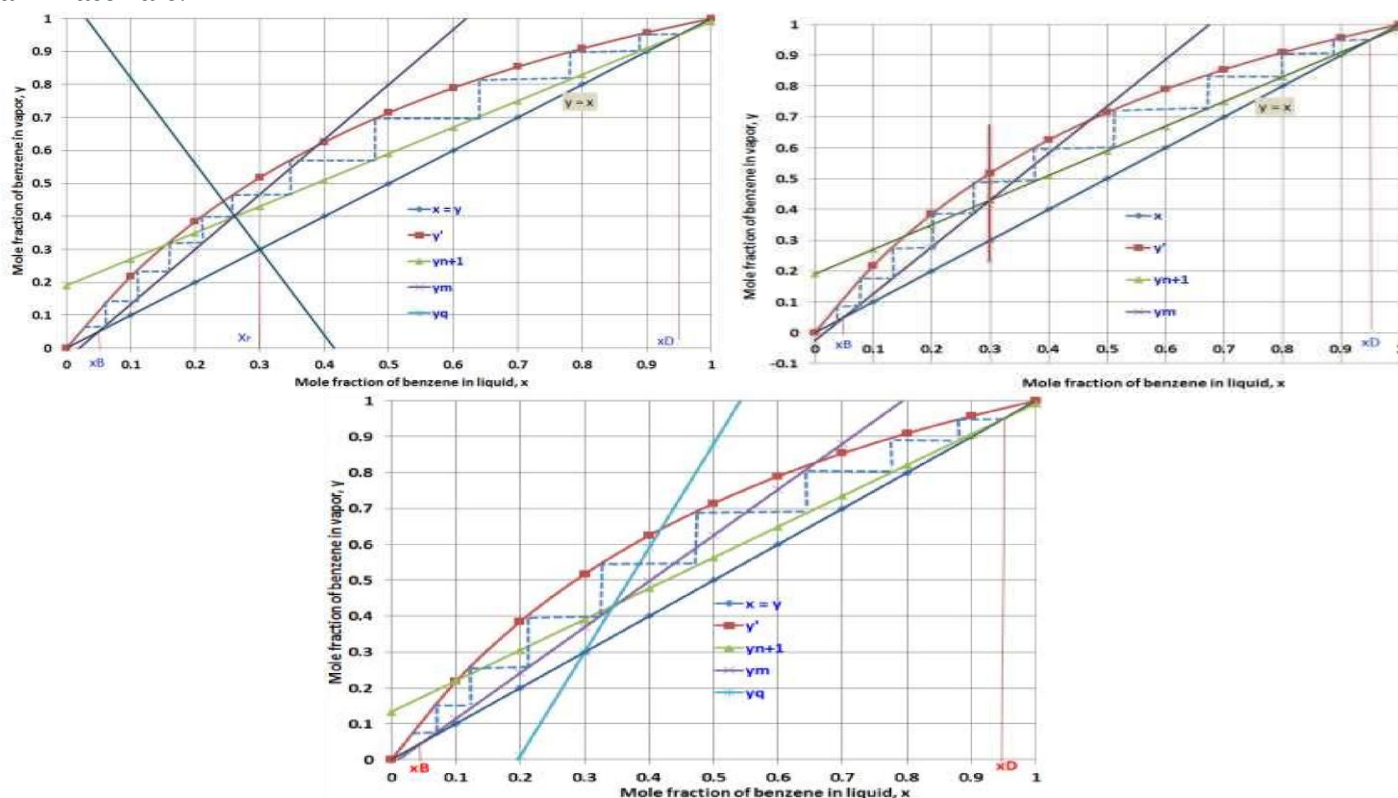 1
0.9
0.8
0.7
0.6
0.5
0.4
0.3
0.2
0.1
0
Mole fraction of benzene in vapor, y
y = x
x = y
y'
yn+1
ym
yq
xB
XF
xD
0 0.1 0.2 0.3 0.4 0.5 0.6 0.7 0.8 0.9 1
Mole fraction of benzene in liquid, x
1
0.9
0.8
0.7
0.6
0.5
0.4
0.3
0.2
0.1
0
-0.1
Mole fraction of benzene in vapor, y
y = x
x
y'
yn+1
ym
0 0.1 0.2 0.3 0.4 0.5 0.6 0.7 0.8 0.9 1
xB
xD
Mole fraction of benzene in liquid, x
1
0.9
0.8
0.7
0.6
0.5
0.4
0.3
0.2
0.1
0
Mole fraction of benzene in vapor, y
x = y
y'
yn+1
ym
yq
xB
xD
0 0.1 0.2 0.3 0.4 0.5 0.6 0.7 0.8 0.9 1
Mole fraction of benzene in liquid, x